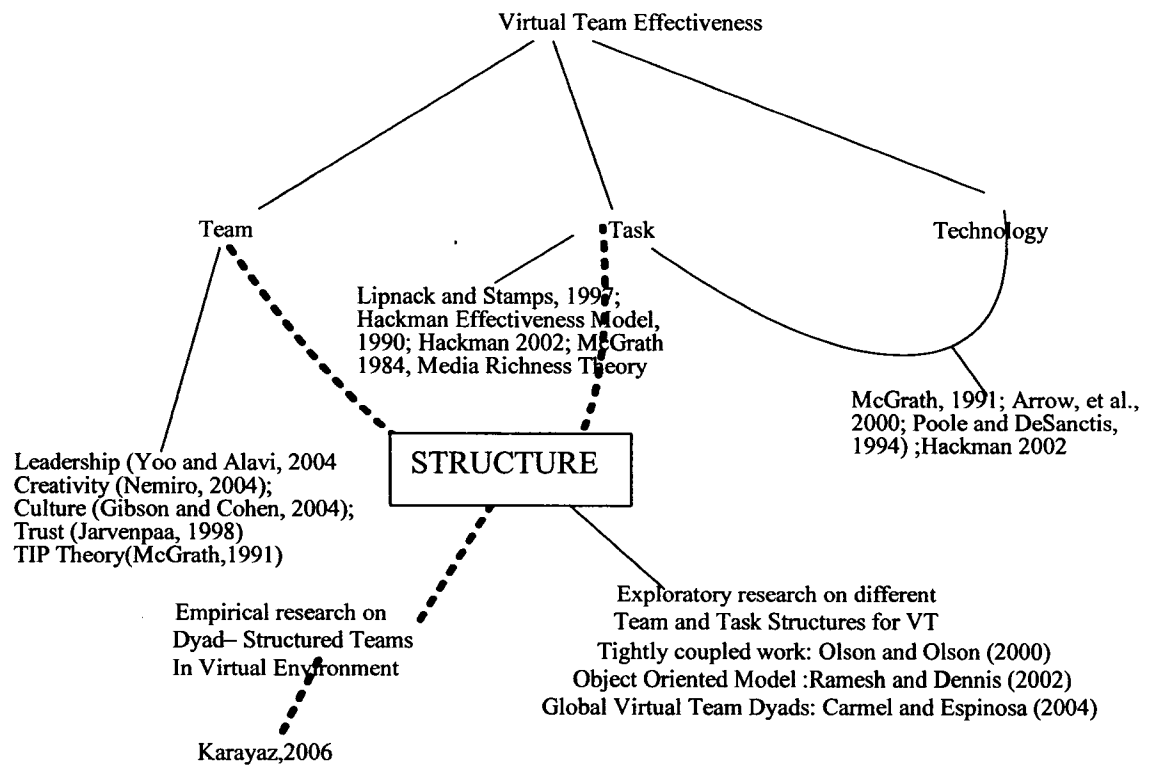 Virtual Team Effectiveness
Team
Task
Technology
Lipnack and Stamps, 1997;
Hackman Effectiveness Model,
1990; Hackman 2002; McGrath
1984, Media Richness Theory
McGrath, 1991; Arrow, et al.,
2000; Poole and DeSanctis,
1994) ;Hackman 2002
STRUCTURE
Leadership (Yoo and Alavi, 2004
Creativity (Nemiro, 2004);
Culture (Gibson and Cohen, 2004);
Trust (Jarvenpaa, 1998)
TIP Theory(McGrath,1991)
Empirical research on
Dyad– Structured Teams
In Virtual Environment
Exploratory research on different
Team and Task Structures for VT
Tightly coupled work: Olson and Olson (2000)
Object Oriented Model :Ramesh and Dennis (2002)
Global Virtual Team Dyads: Carmel and Espinosa (2004)
Karayaz,2006